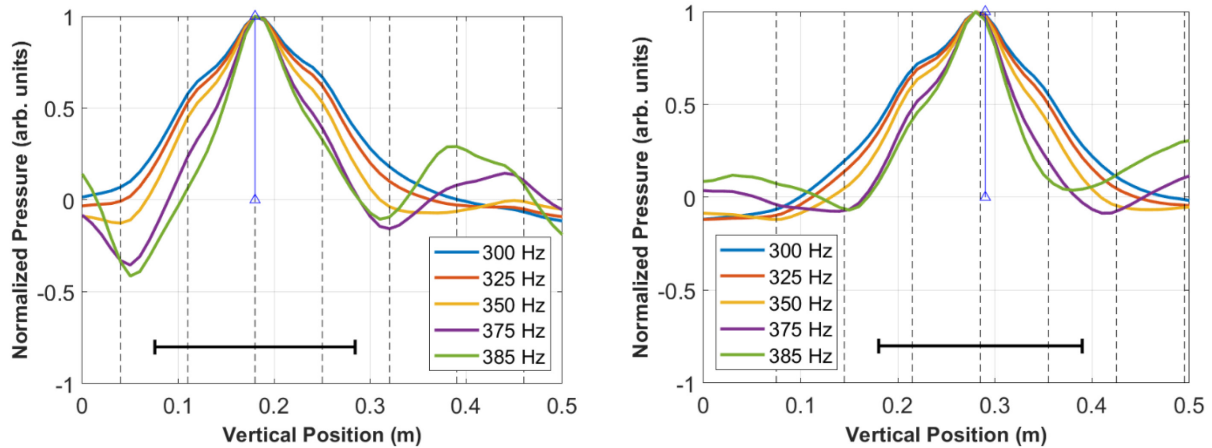 1
0.5
0
-0.5
-1
Normalized Pressure (arb. units)
300 Hz
325 Hz
350 Hz
375 Hz
385 Hz
0
0.1
0.2
0.3
0.4
0.5
Vertical Position (m)
1
0.5
0
-0.5
-1
Normalized Pressure (arb. units)
300 Hz
325 Hz
350 Hz
375 Hz
385 Hz
0
0.1
0.2
0.3
0.4
0.5
Vertical Position (m)